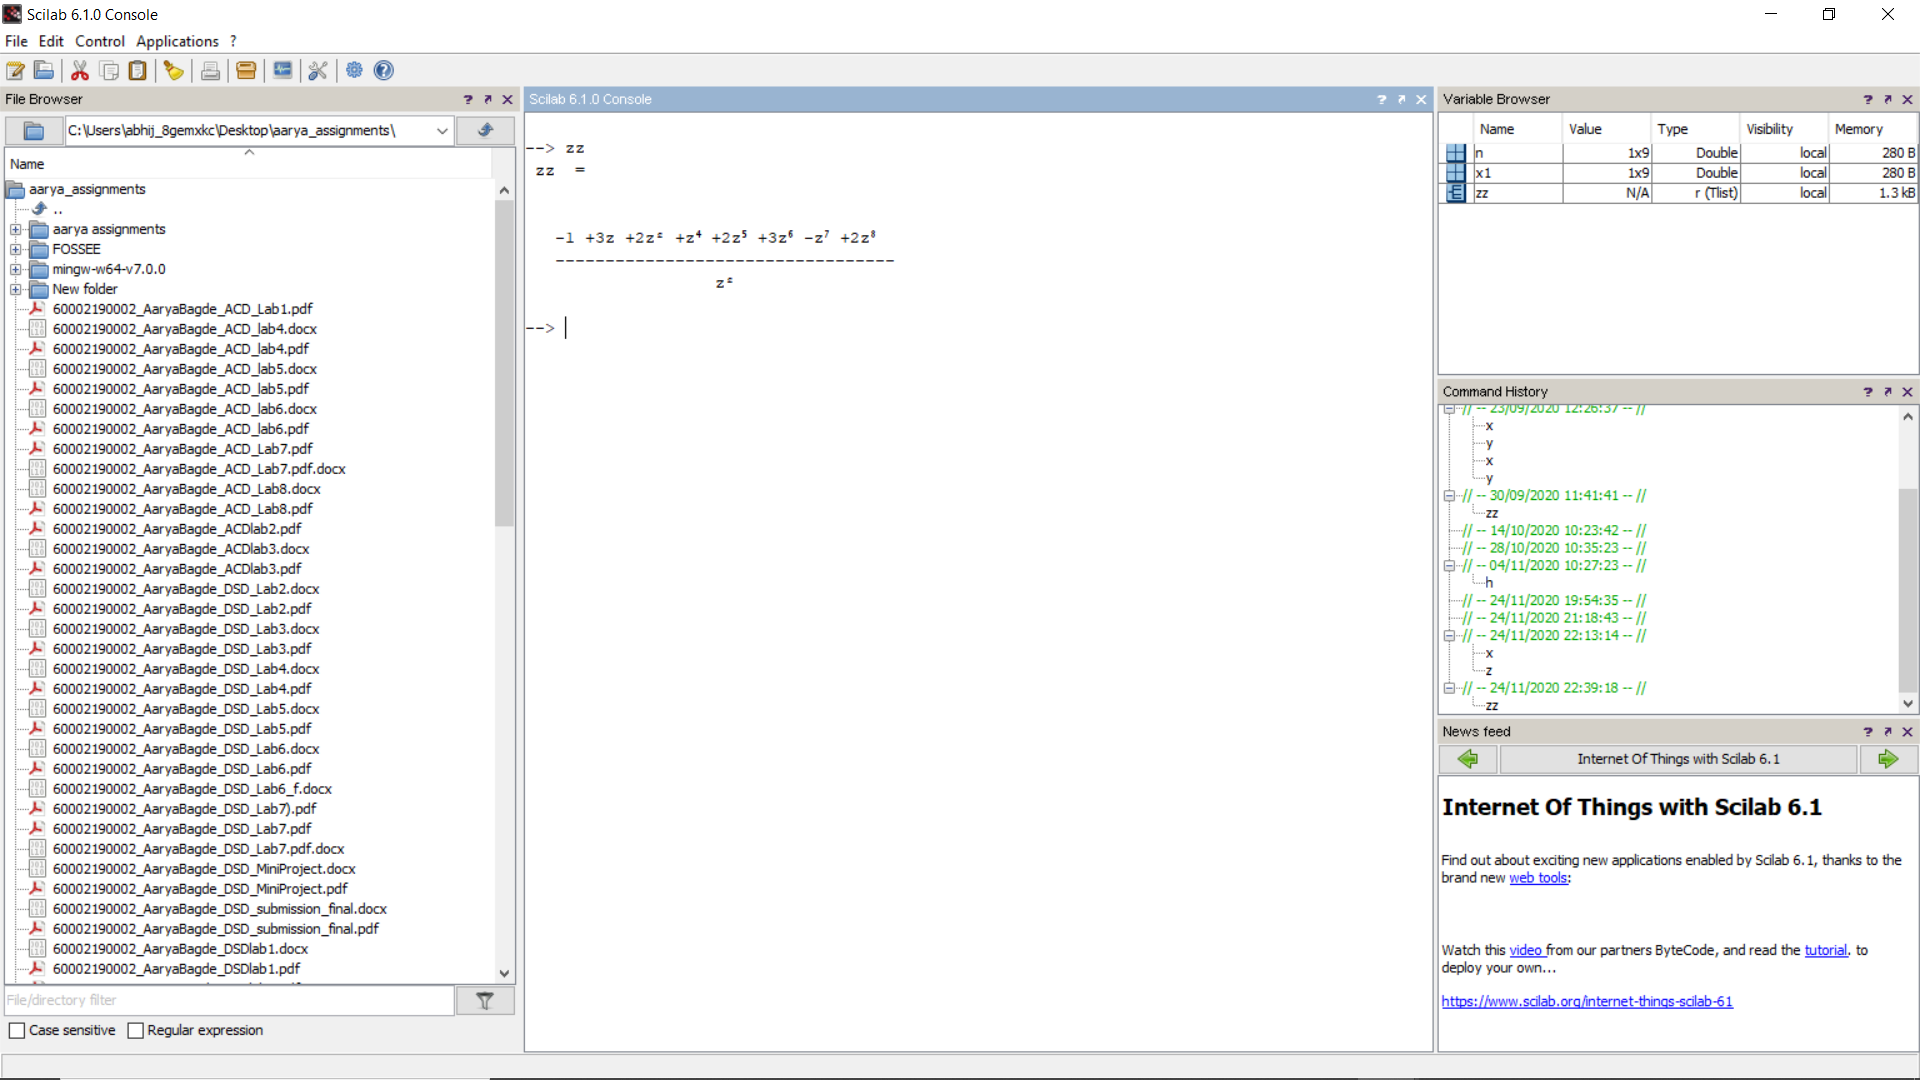 Scilab 6.1.0 Console
File Edit Control Applications ?
File Browser
C:\Users\abhij_8gemxkc\Desktop\aarya_assignments\
Name
aarya_assignments
..
aarya assignments
FOSSEE
mingw-w64-v7.0.0
New folder
60002190002_AaryaBagde_ACD_Lab1.pdf
60002190002_AaryaBagde_ACD_lab4.docx
60002190002_AaryaBagde_ACD_lab4.pdf
60002190002_AaryaBagde_ACD_lab5.docx
60002190002_AaryaBagde_ACD_lab5.pdf
60002190002_AaryaBagde_ACD_lab6.docx
60002190002_AaryaBagde_ACD_lab6.pdf
60002190002_AaryaBagde_ACD_Lab7.pdf
60002190002_AaryaBagde_ACD_Lab7.pdf.docx
60002190002_AaryaBagde_ACD_Lab8.docx
60002190002_AaryaBagde_ACD_Lab8.pdf
60002190002_AaryaBagde_ACDlab2.pdf
60002190002_AaryaBagde_ACDlab3.docx
60002190002_AaryaBagde_ACDlab3.pdf
60002190002_AaryaBagde_DSD_Lab2.docx
60002190002_AaryaBagde_DSD_Lab2.pdf
60002190002_AaryaBagde_DSD_Lab3.docx
60002190002_AaryaBagde_DSD_Lab3.pdf
60002190002_AaryaBagde_DSD_Lab4.docx
60002190002_AaryaBagde_DSD_Lab4.pdf
60002190002_AaryaBagde_DSD_Lab5.docx
60002190002_AaryaBagde_DSD_Lab5.pdf
60002190002_AaryaBagde_DSD_Lab6.docx
60002190002_AaryaBagde_DSD_Lab6.pdf
60002190002_AaryaBagde_DSD_Lab6_f.docx
60002190002_AaryaBagde_DSD_Lab7).pdf
60002190002_AaryaBagde_DSD_Lab7.pdf
60002190002_AaryaBagde_DSD_Lab7.pdf.docx
60002190002_AaryaBagde_DSD_MiniProject.docx
60002190002_AaryaBagde_DSD_MiniProject.pdf
60002190002_AaryaBagde_DSD_submission_final.docx
60002190002_AaryaBagde_DSD_submission_final.pdf
60002190002_AaryaBagde_DSDlab1.docx
60002190002_AaryaBagde_DSDlab1.pdf
File/directory filter
Case sensitive Regular expression
Scilab 6.1.0 Console
--> zz
zz =
-1 +3z +2z² +z⁴ +2z⁵ +3z⁶ -z⁷ +2z⁸
----------------------------------
z²
-->
Variable Browser
Name Value Type Visibility Memory
n 1x9 Double local 280 B
x1 1x9 Double local 280 B
zz N/A r (Tlist) local 1.3 kB
Command History
// -- 23/09/2020 12:26:37 -- //
x
y
x
y
// -- 30/09/2020 11:41:41 -- //
zz
// -- 14/10/2020 10:23:42 -- //
// -- 28/10/2020 10:35:23 -- //
// -- 04/11/2020 10:27:23 -- //
h
// -- 24/11/2020 19:54:35 -- //
// -- 24/11/2020 21:18:43 -- //
// -- 24/11/2020 22:13:14 -- //
x
z
// -- 24/11/2020 22:39:18 -- //
zz
News feed
Internet Of Things with Scilab 6.1
Internet Of Things with Scilab 6.1
Find out about exciting new applications enabled by Scilab 6.1, thanks to the
brand new web tools:
Watch this video from our partners ByteCode, and read the tutorial. to
deploy your own...
https://www.scilab.org/internet-things-scilab-61